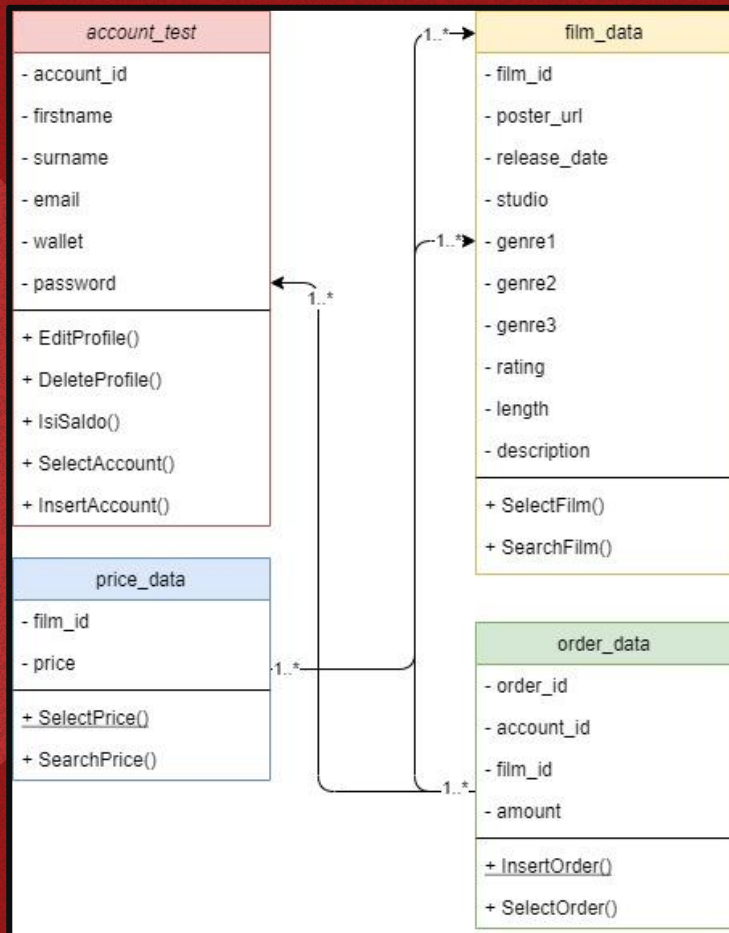 account_test
- account_id
- firstname
- surname
- email
- wallet
- password
+ EditProfile()
+ DeleteProfile()
+ IsiSaldo()
+ SelectAccount()
+ InsertAccount()
1..*
film_data
- film_id
- poster_url
- release_date
- studio
- genre1
- genre2
- genre3
- rating
- length
- description
+ SelectFilm()
+ SearchFilm()
1..*
1..*
price_data
- film_id
- price
+ SelectPrice()
+ SearchPrice()
1..*
order_data
- order_id
- account_id
- film_id
- amount
+ InsertOrder()
+ SelectOrder()
1..*